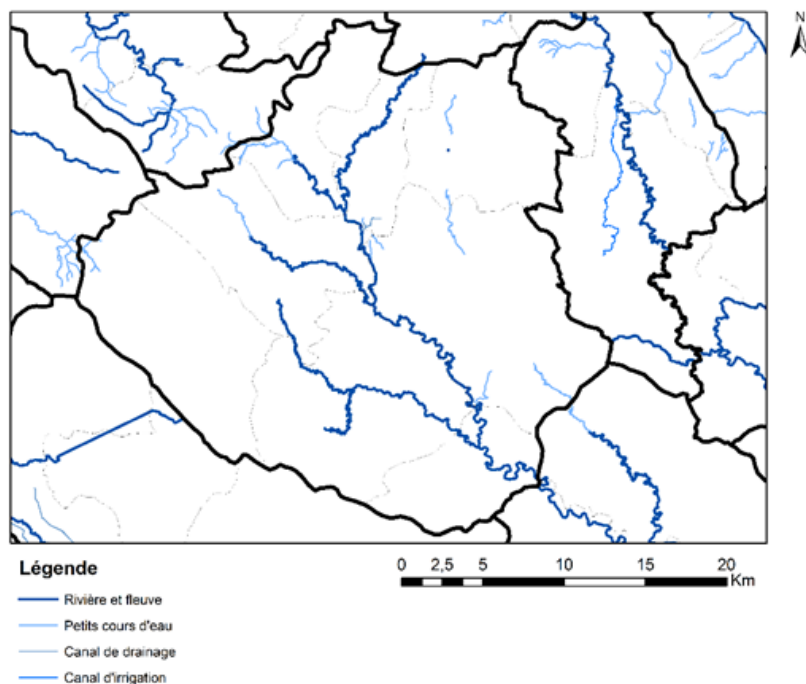 N
Légende
Rivière et fleuve
Petits cours d'eau
Canal de drainage
Canal d'irrigation
0 2,5 5 10 15 20
Km